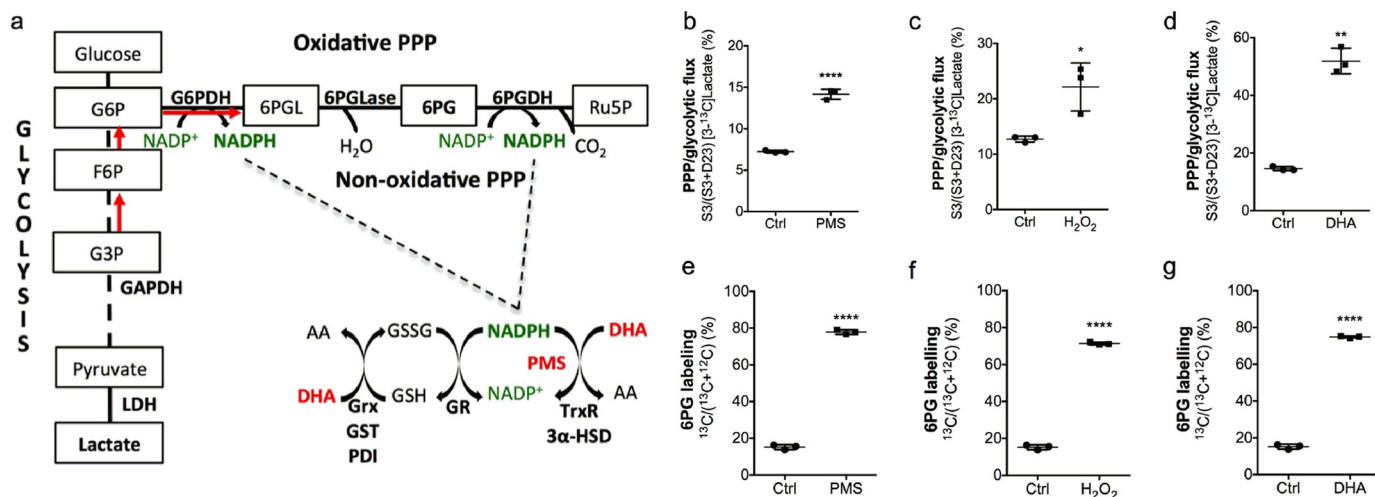 a
GLYCOLYSIS
Glucose
G6P
F6P
G3P
GAPDH
Pyruvate
LDH
Lactate
Oxidative PPP
G6PDH
6PGL
6PGLase
6PG
6PGDH
Ru5P
NADP⁺
NADPH
H₂O
NADP⁺
NADPH
CO₂
Non-oxidative PPP
AA
GSSG
NADPH
DHA
PMS
DHA
GSH
NADP⁺
AA
Grx
GR
TrxR
GST
3α-HSD
PDI
b
PPP/glycolytic flux
S3/(S3+D23) [3-¹³C]Lactate (%)
20
15
10
5
0
****
Ctrl
PMS
c
PPP/glycolytic flux
S3/(S3+D23) [3-¹³C]Lactate (%)
30
20
10
0
*
Ctrl
H₂O₂
d
PPP/glycolytic flux
S3/(S3+D23) [3-¹³C]Lactate (%)
60
40
20
0
**
Ctrl
DHA
e
6PG labelling
¹³C/(¹³C+¹²C) (%)
100
80
60
40
20
0
****
Ctrl
PMS
f
6PG labelling
¹³C/(¹³C+¹²C) (%)
100
80
60
40
20
0
****
Ctrl
H₂O₂
g
6PG labelling
¹³C/(¹³C+¹²C) (%)
100
80
60
40
20
0
****
Ctrl
DHA